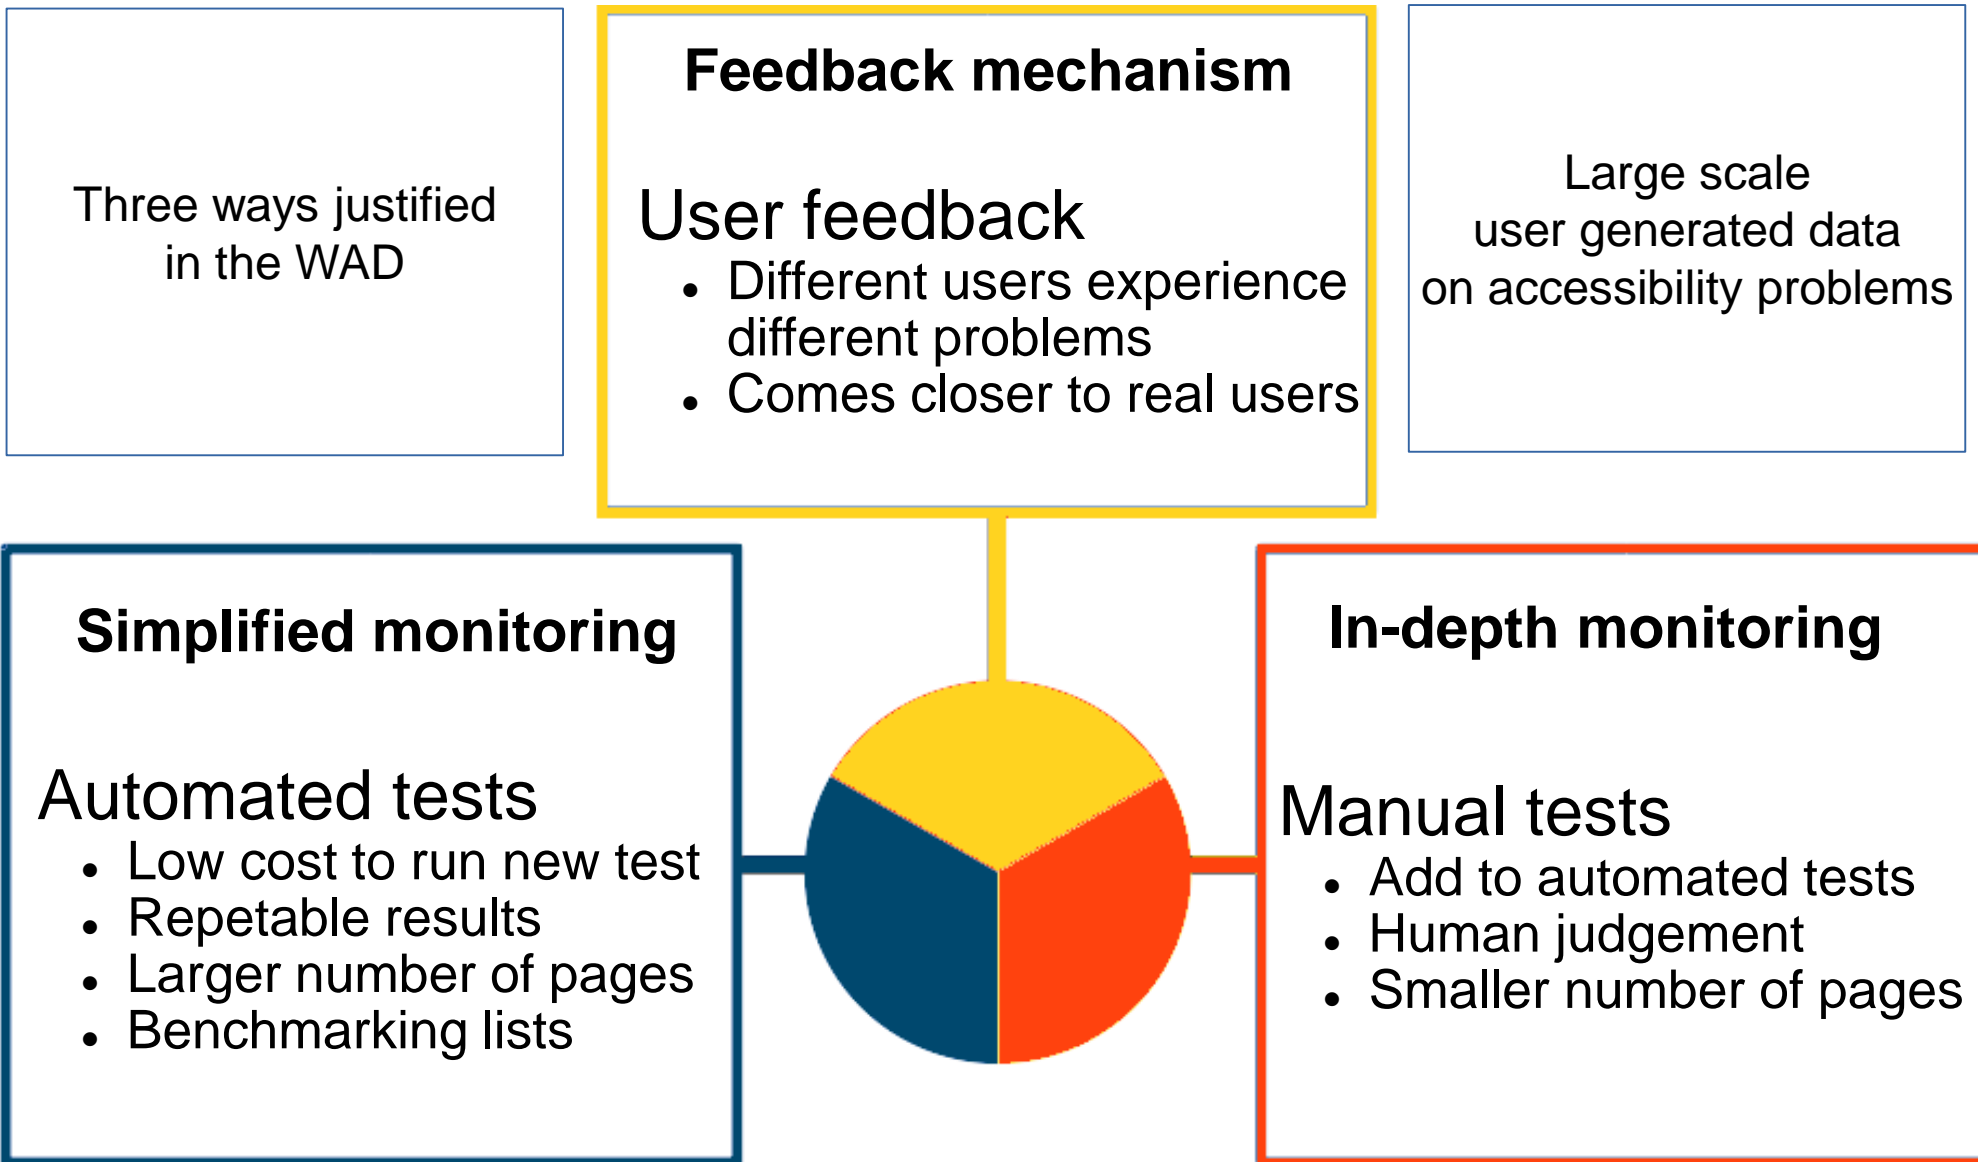 Three ways justified
in the WAD
Feedback mechanism
User feedback
• Different users experience
different problems
• Comes closer to real users
Large scale
user generated data
on accessibility problems
Simplified monitoring
Automated tests
• Low cost to run new test
• Repetable results
• Larger number of pages
• Benchmarking lists
In-depth monitoring
Manual tests
• Add to automated tests
• Human judgement
• Smaller number of pages